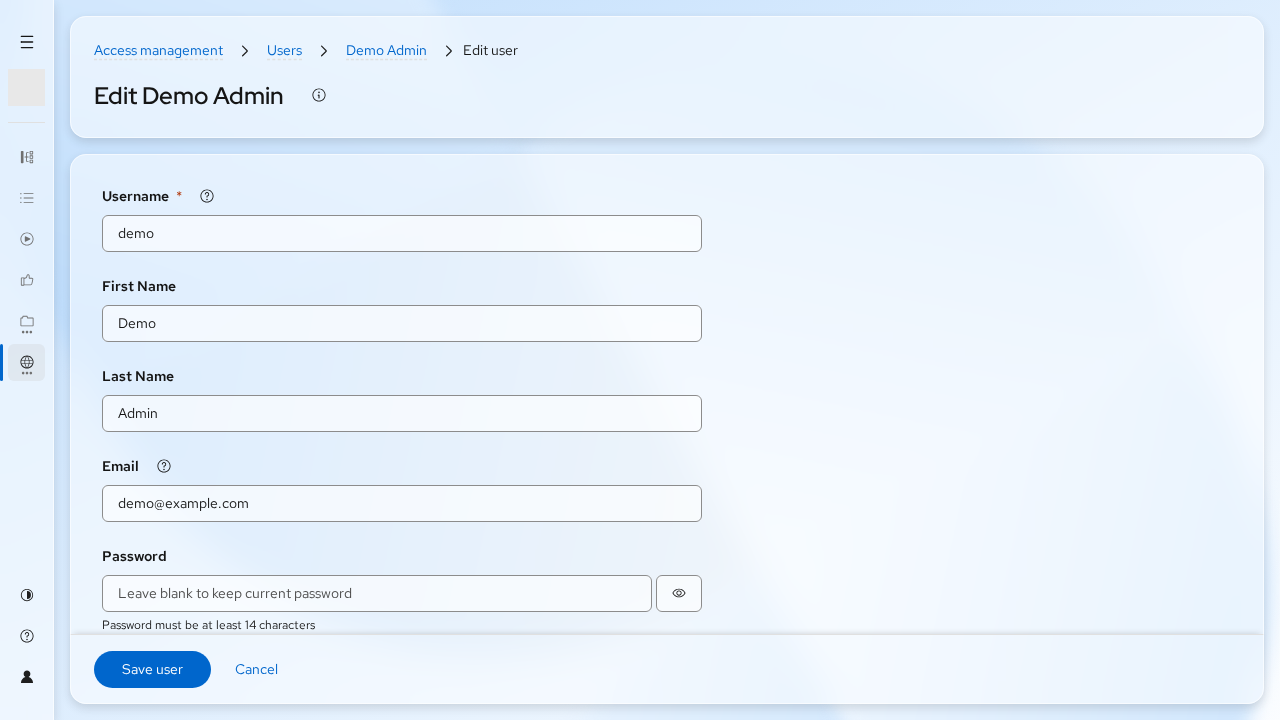 Access management Users Demo Admin Edit user
Edit Demo Admin
Username *
demo
First Name
Demo
Last Name
Admin
Email
demo@example.com
Password
Leave blank to keep current password
Password must be at least 14 characters
Save user Cancel